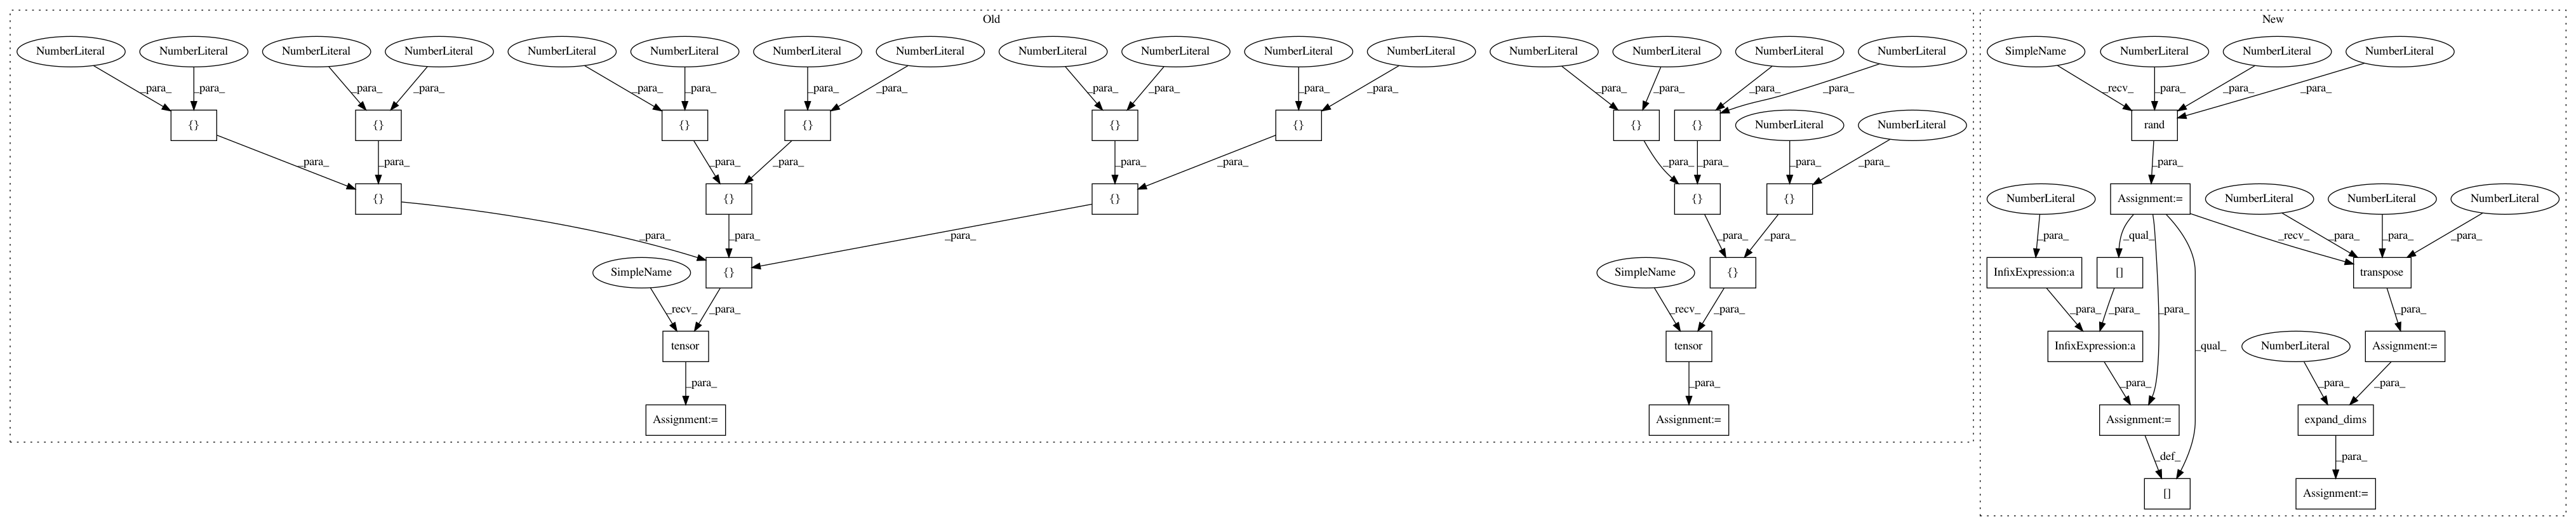 Old
New
NumberLiteral NumberLiteral NumberLiteral NumberLiteral NumberLiteral NumberLiteral NumberLiteral NumberLiteral NumberLiteral NumberLiteral NumberLiteral NumberLiteral NumberLiteral NumberLiteral NumberLiteral NumberLiteral SimpleName NumberLiteral NumberLiteral NumberLiteral
_para_ _para_ _para_ _para_ _para_ _para_ _para_ _para_ _para_ _para_ _para_ _para_ _para_ _para_ _para_ _para_ _recv_ _para_ _para_ _para_
{} {} {} {} {} {} {} {} NumberLiteral NumberLiteral rand
_para_ _para_ _para_ _para_ _para_ _para_ _para_ _para_ _para_ _para_ _para_
{} {} {} {} {} NumberLiteral Assignment:= NumberLiteral NumberLiteral NumberLiteral
_para_ _para_ _para_ _para_ _para_ _para_ _qual_ _recv_ _para_ _para_ _para_
SimpleName {} SimpleName {} InfixExpression:a [] transpose
_recv_ _para_ _recv_ _para_ _para_ _para_ _para_ _para_
tensor tensor InfixExpression:a _qual_ NumberLiteral Assignment:=
_para_ _para_ _para_ _para_ _para_
Assignment:= Assignment:= Assignment:= expand_dims
_def_ _para_
[] Assignment:=